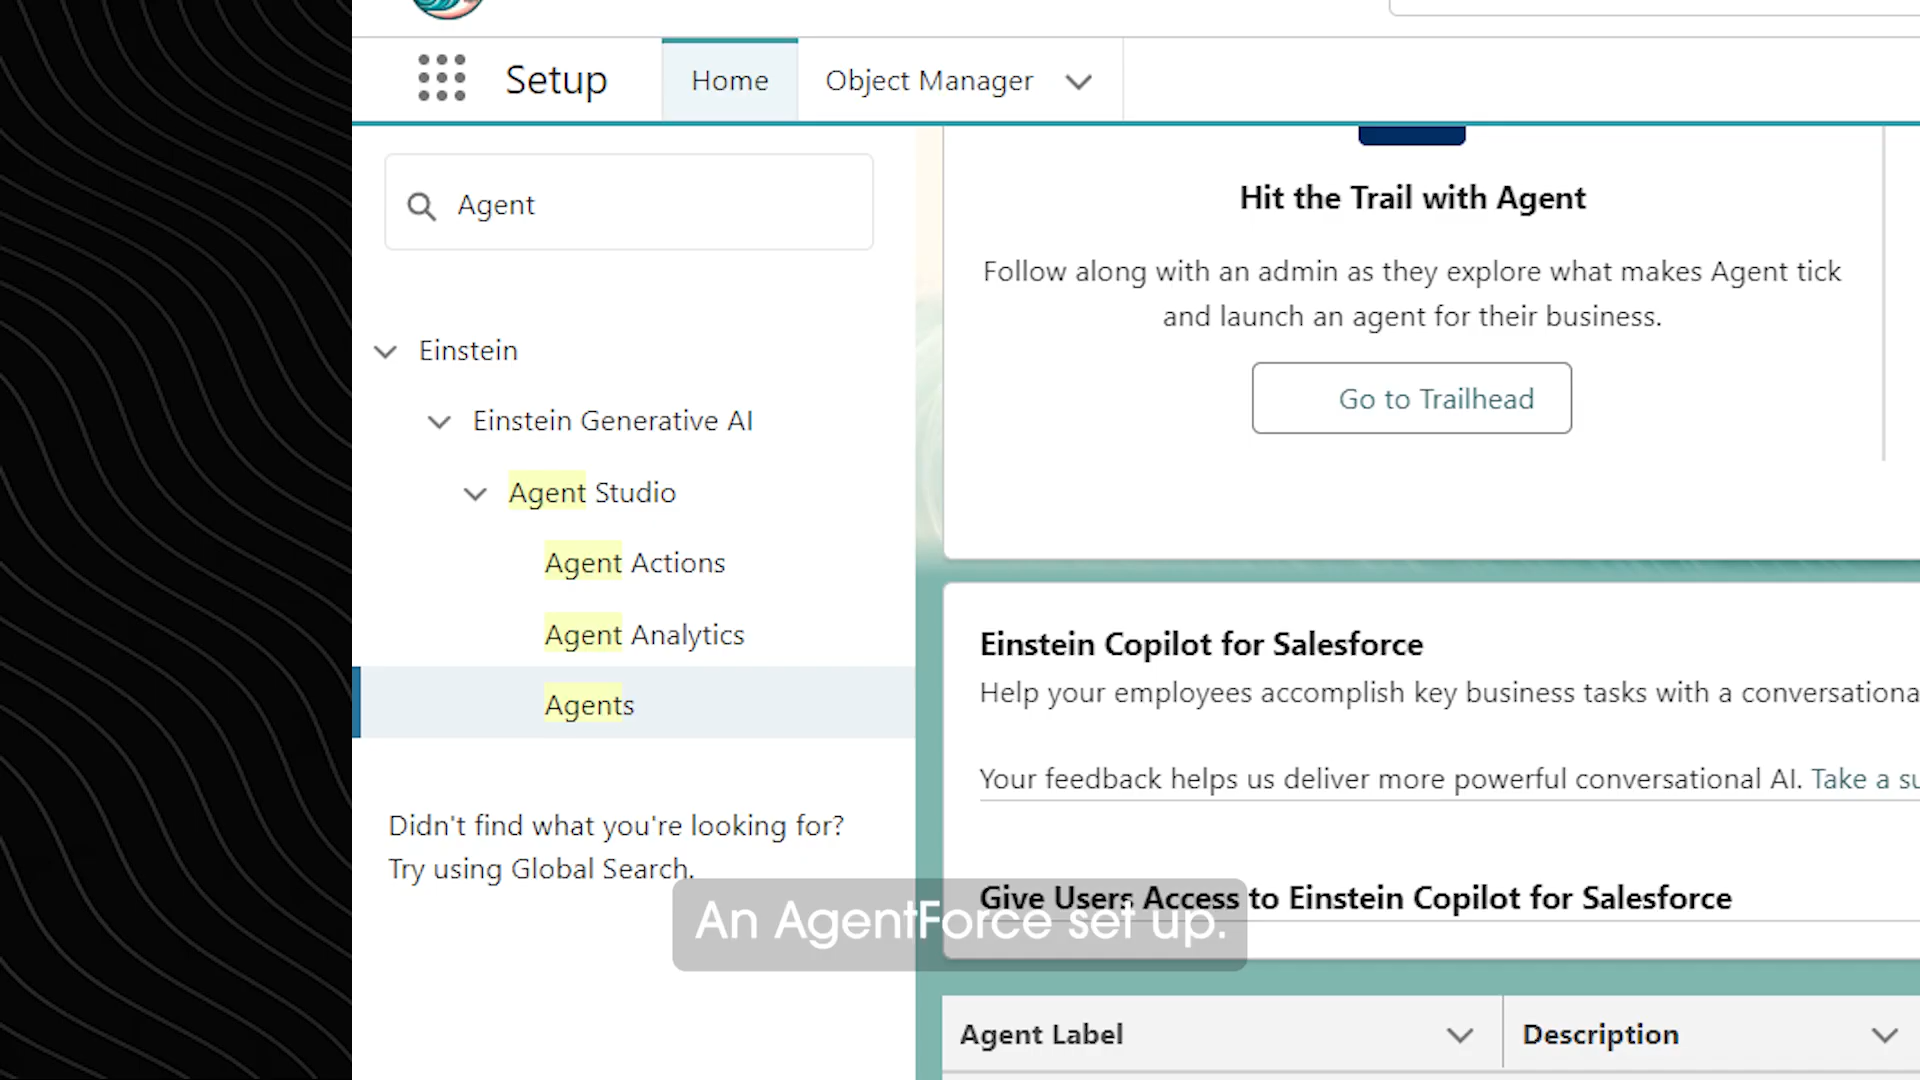 Setup
Home
Object Manager
Agent
Einstein
Einstein Generative AI
Agent Studio
Agent Actions
Agent Analytics
Agents
Didn't find what you're looking for?
Try using Global Search.
Hit the Trail with Agent
Follow along with an admin as they explore what makes Agent tick
and launch an agent for their business.
Go to Trailhead
Einstein Copilot for Salesforce
Help your employees accomplish key business tasks with a conversationa
Your feedback helps us deliver more powerful conversational AI. Take a su
Give Users Access to Einstein Copilot for Salesforce
An AgentForce set up.
Agent Label
Description